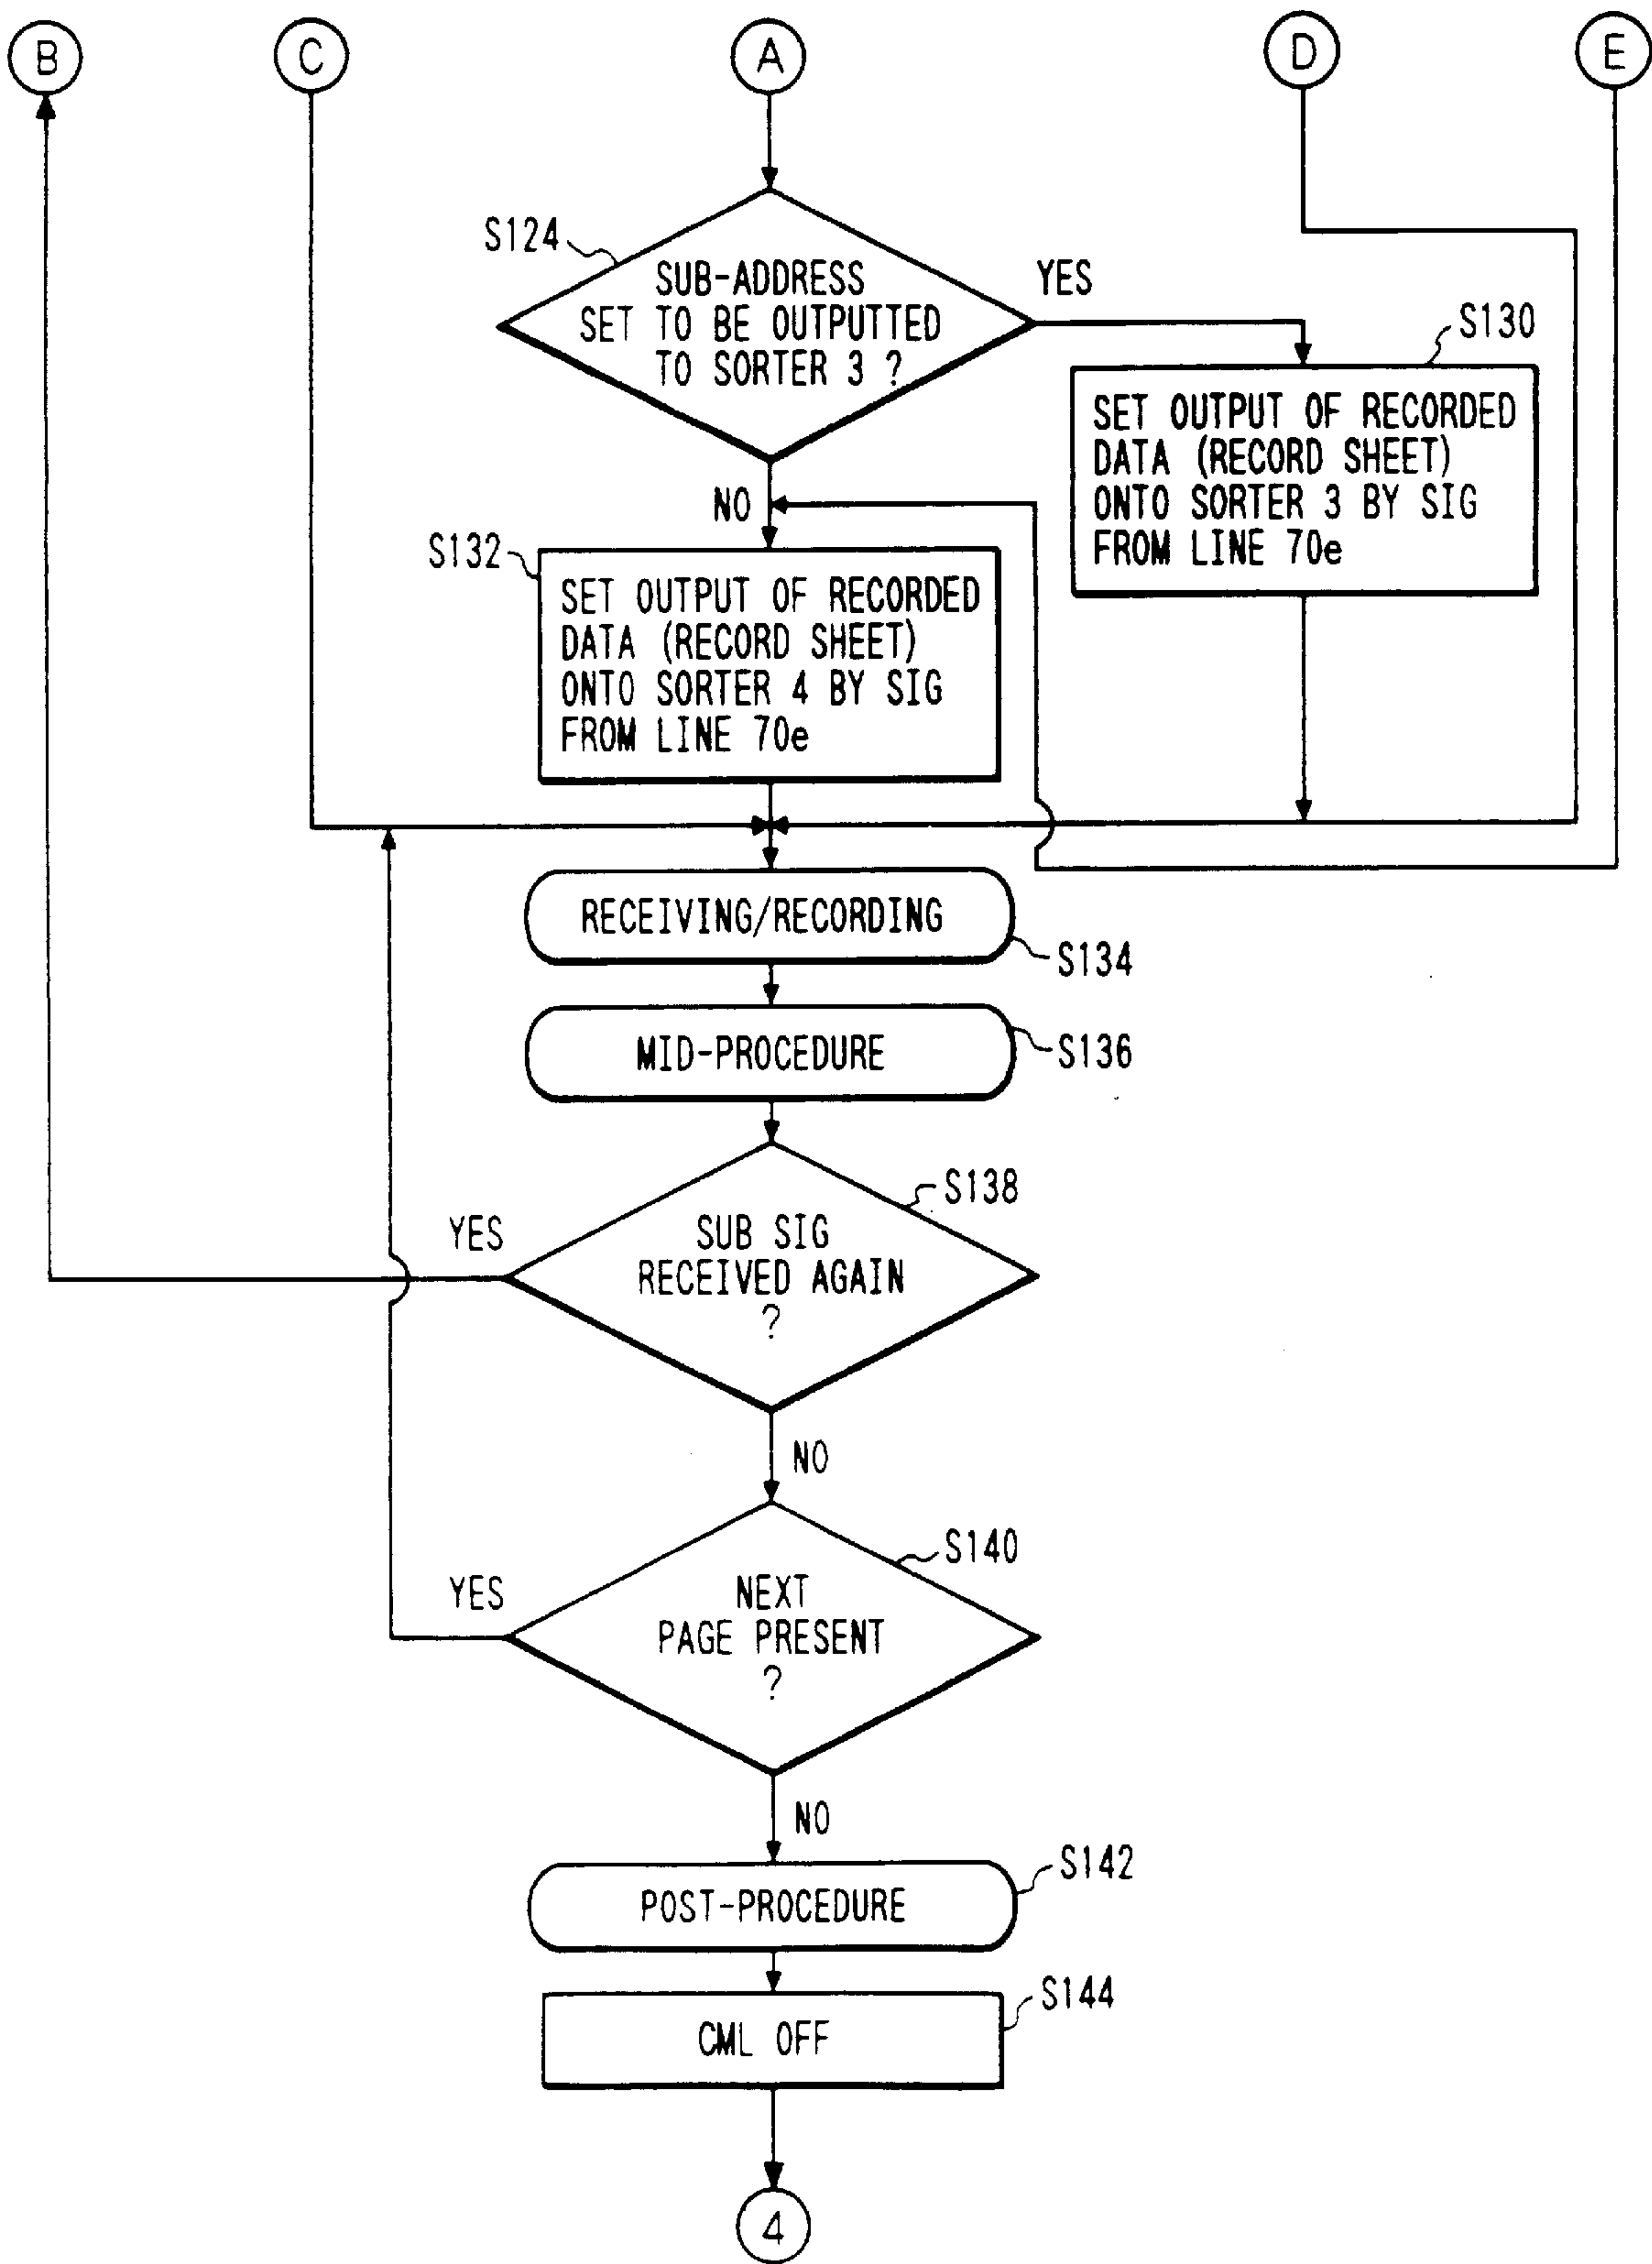 B
C
A
D
E
S124
SUB-ADDRESS
SET TO BE OUTPUTTED
TO SORTER 3 ?
YES
S130
SET OUTPUT OF RECORDED
DATA (RECORD SHEET)
ONTO SORTER 3 BY SIG
FROM LINE 70e
NO
S132
SET OUTPUT OF RECORDED
DATA (RECORD SHEET)
ONTO SORTER 4 BY SIG
FROM LINE 70e
RECEIVING/RECORDING
S134
MID-PROCEDURE
S136
S138
YES
SUB SIG
RECEIVED AGAIN
?
NO
S140
YES
NEXT
PAGE PRESENT
?
NO
S142
POST-PROCEDURE
S144
CML OFF
4